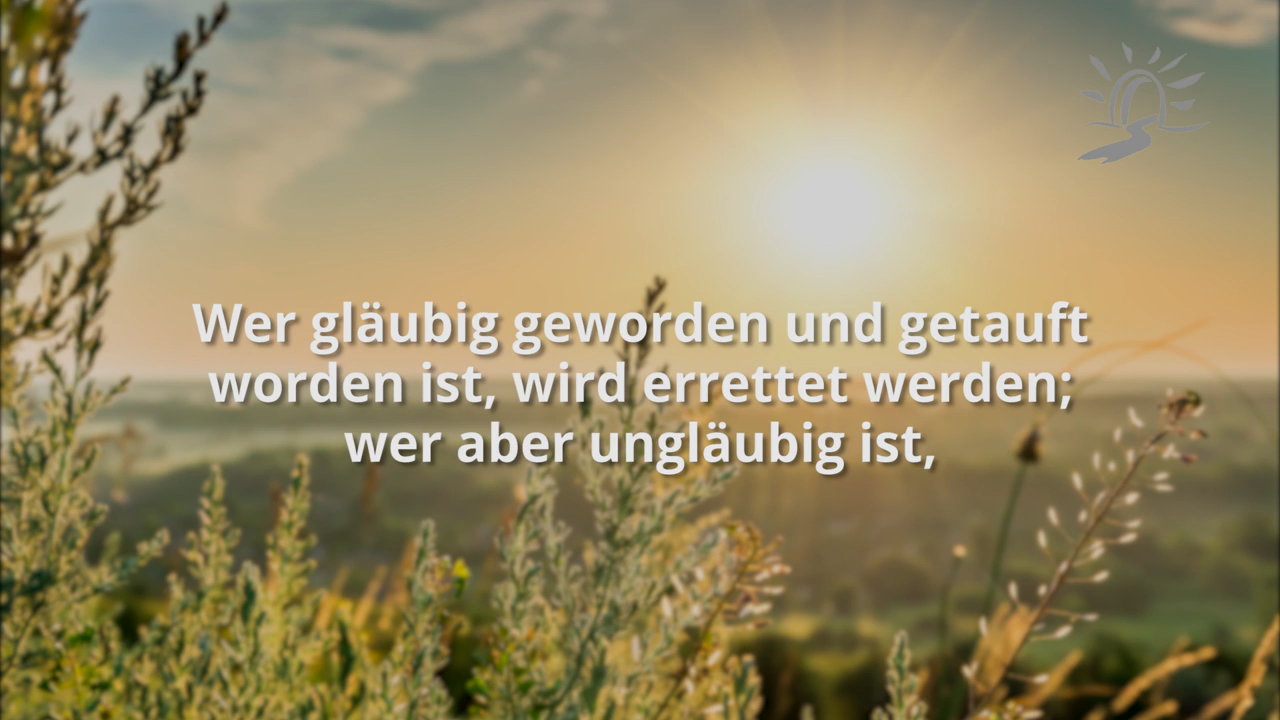 Wer gläubig geworden und getauft
worden ist, wird errettet werden;
wer aber ungläubig ist,